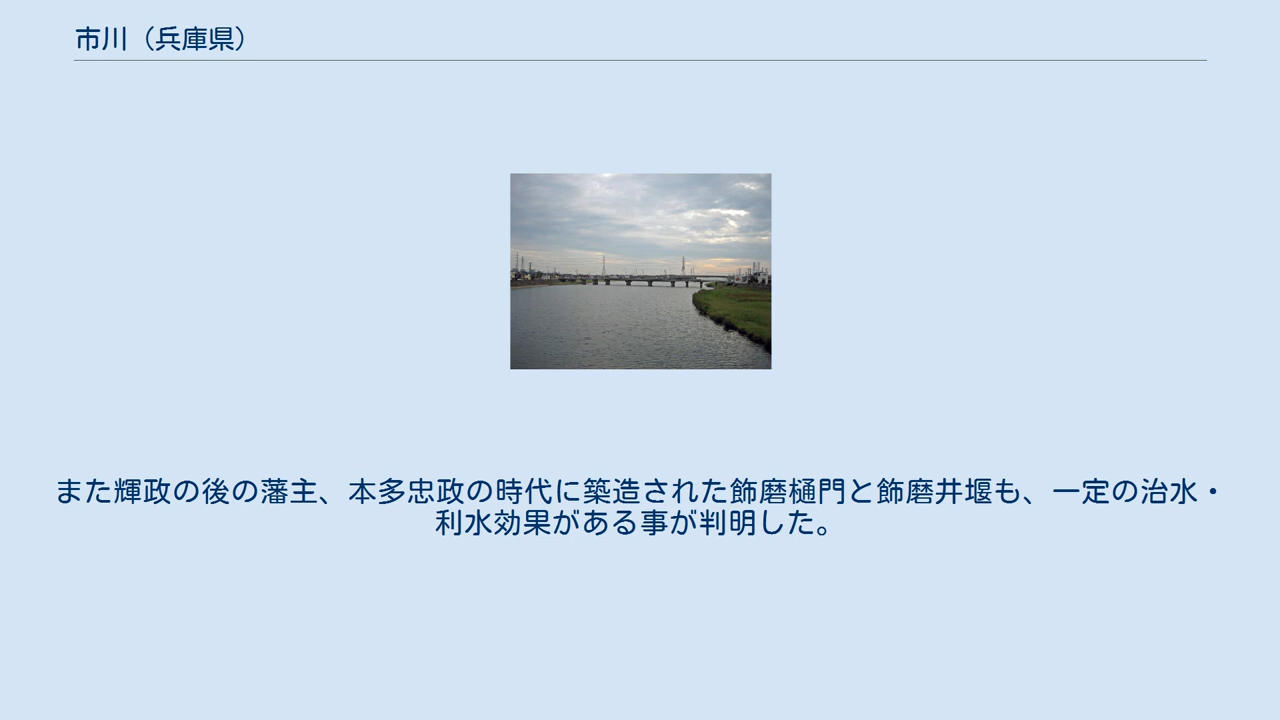 市川（兵庫県）
また輝政の後の藩主、本多忠政の時代に築造された飾磨樋門と飾磨井堰も、一定の治水・
利水効果がある事が判明した。